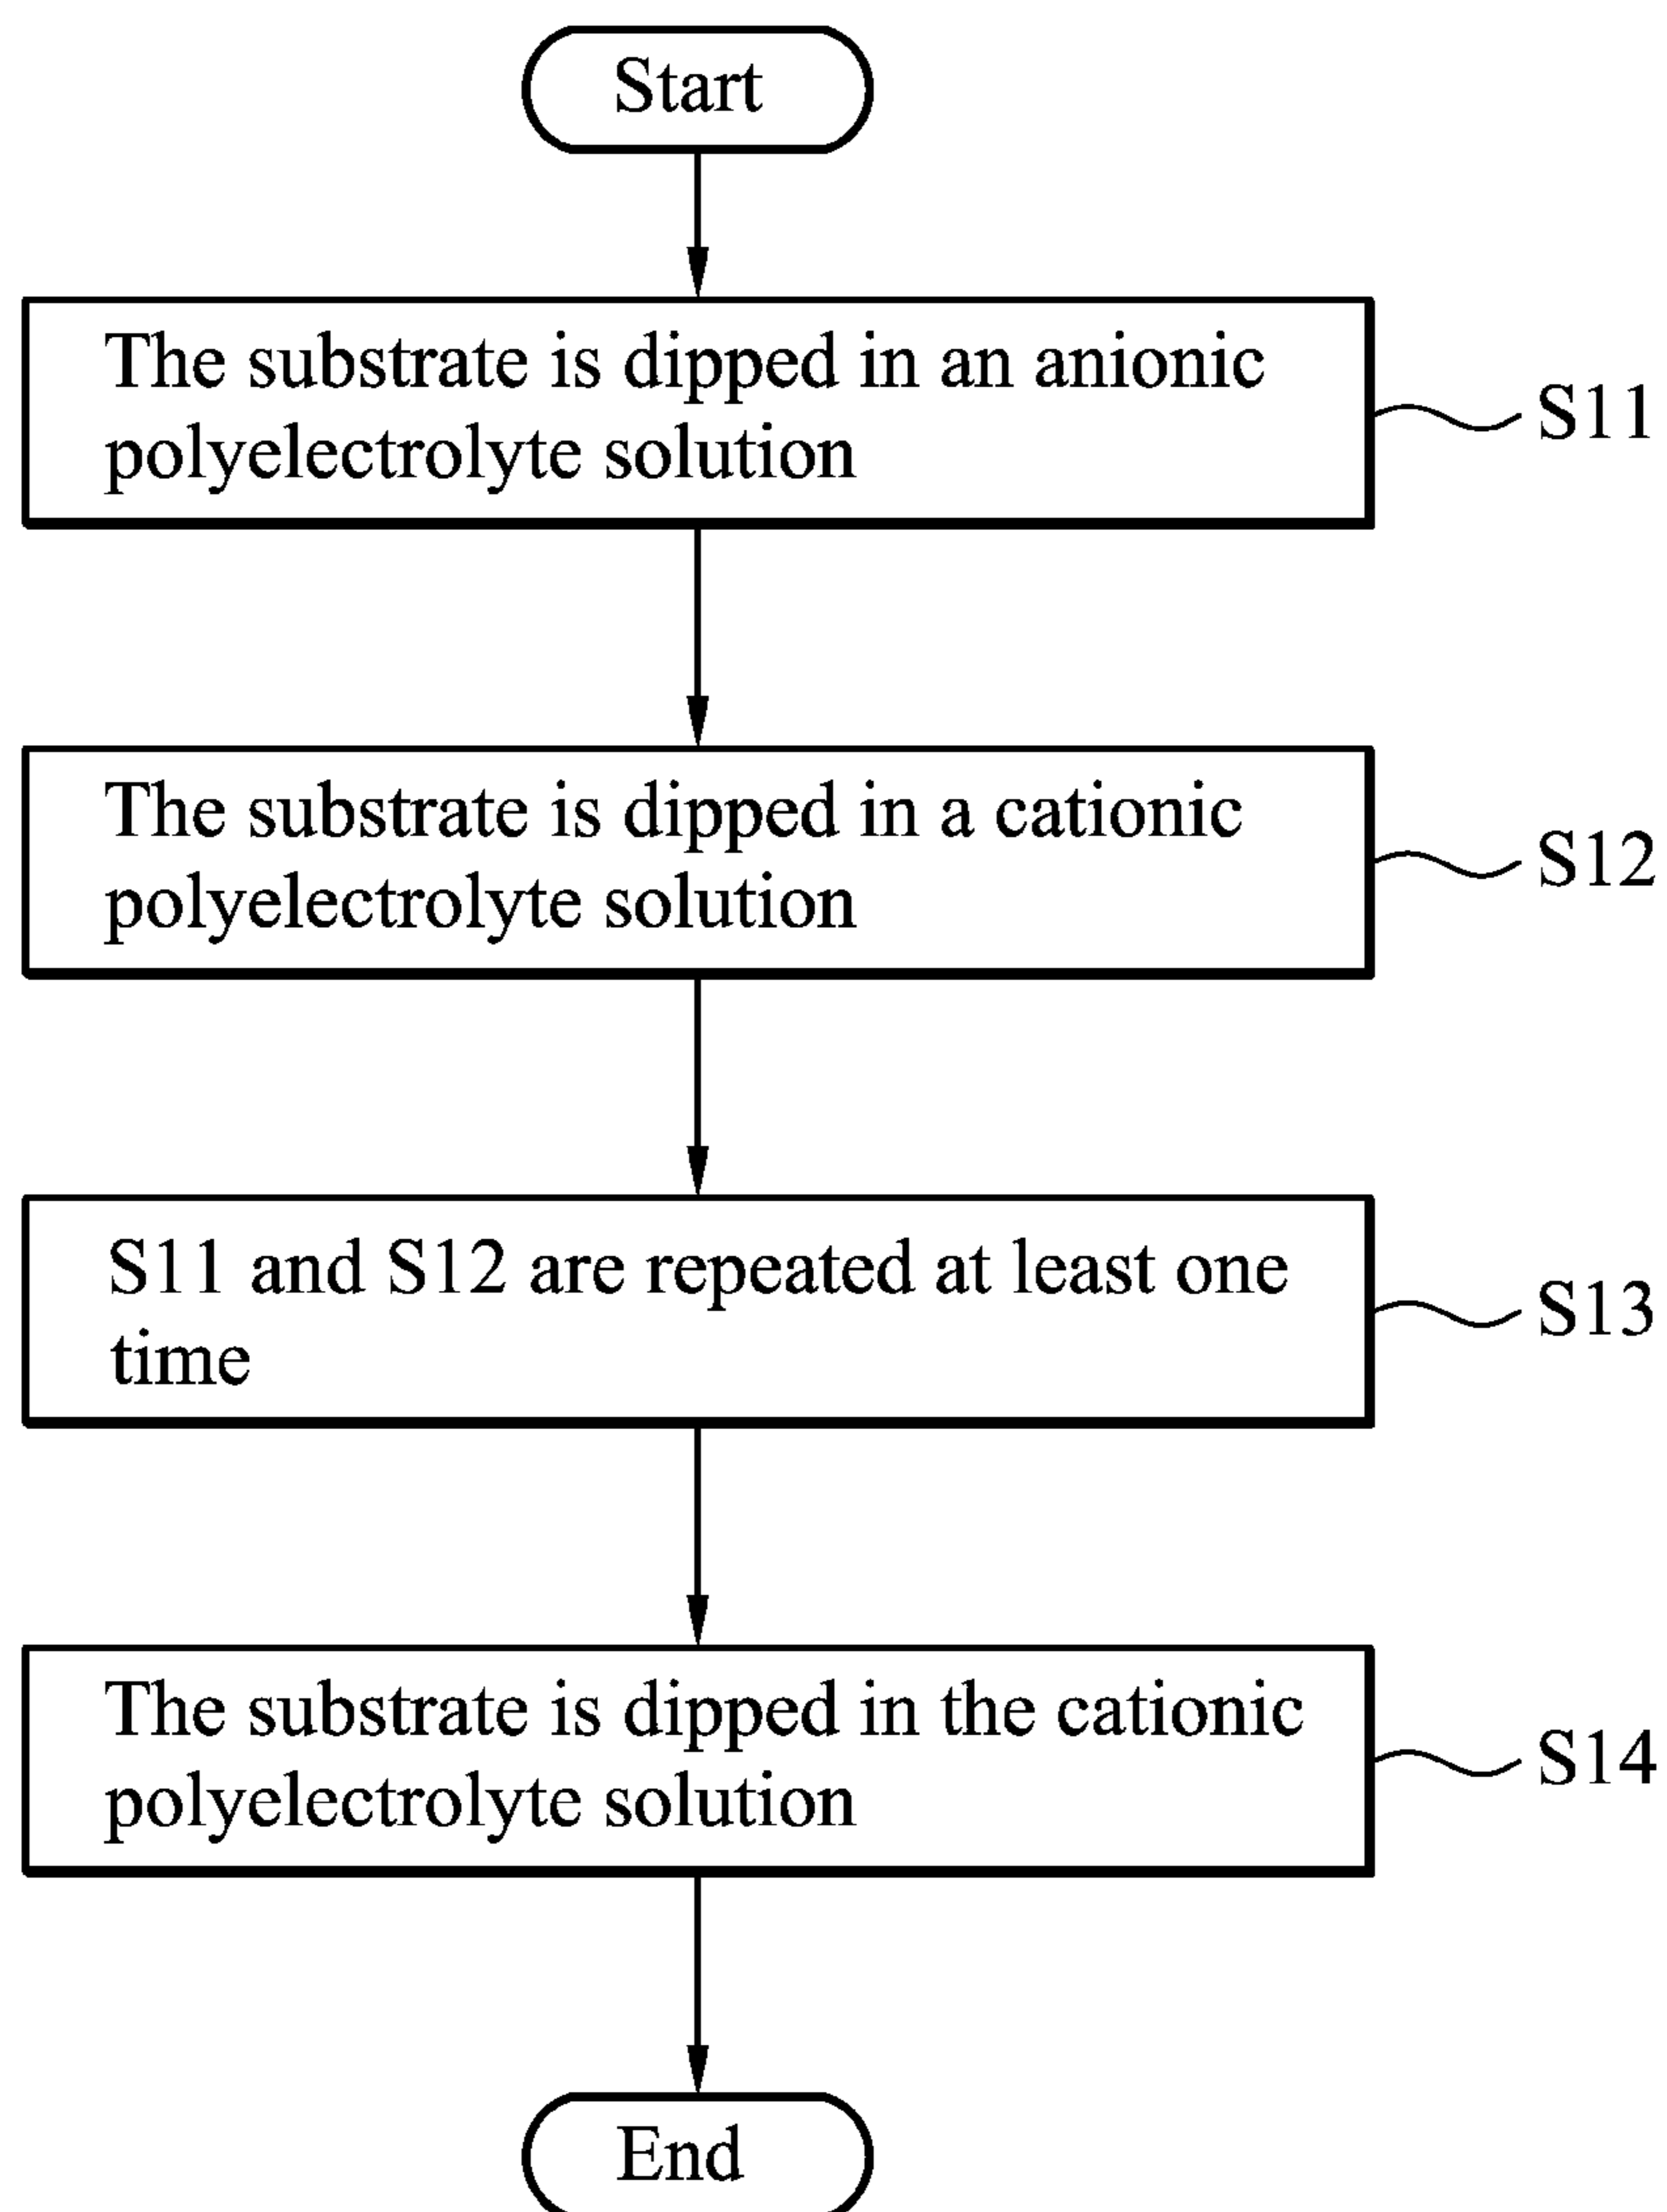 Start
The substrate is dipped in an anionic
polyelectrolyte solution
S11
The substrate is dipped in a cationic
polyelectrolyte solution
S12
S11 and S12 are repeated at least one
time
S13
The substrate is dipped in the cationic
polyelectrolyte solution
S14
End